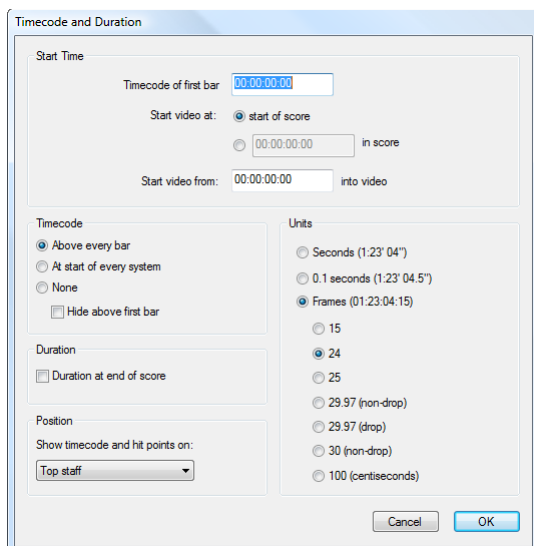 Timecode and Duration
Start Time
Timecode of first bar 00:00:00:00
Start video at: start of score
00:00:00:00 in score
Start video from: 00:00:00:00 into video
Timecode
Above every bar
At start of every system
None
Hide above first bar
Duration
Duration at end of score
Position
Show timecode and hit points on:
Top staff
Units
Seconds (1:23' 04")
0.1 seconds (1:23' 04.5")
Frames (01:23:04:15)
15
24
25
29.97 (non-drop)
29.97 (drop)
30 (non-drop)
100 (centiseconds)
Cancel OK